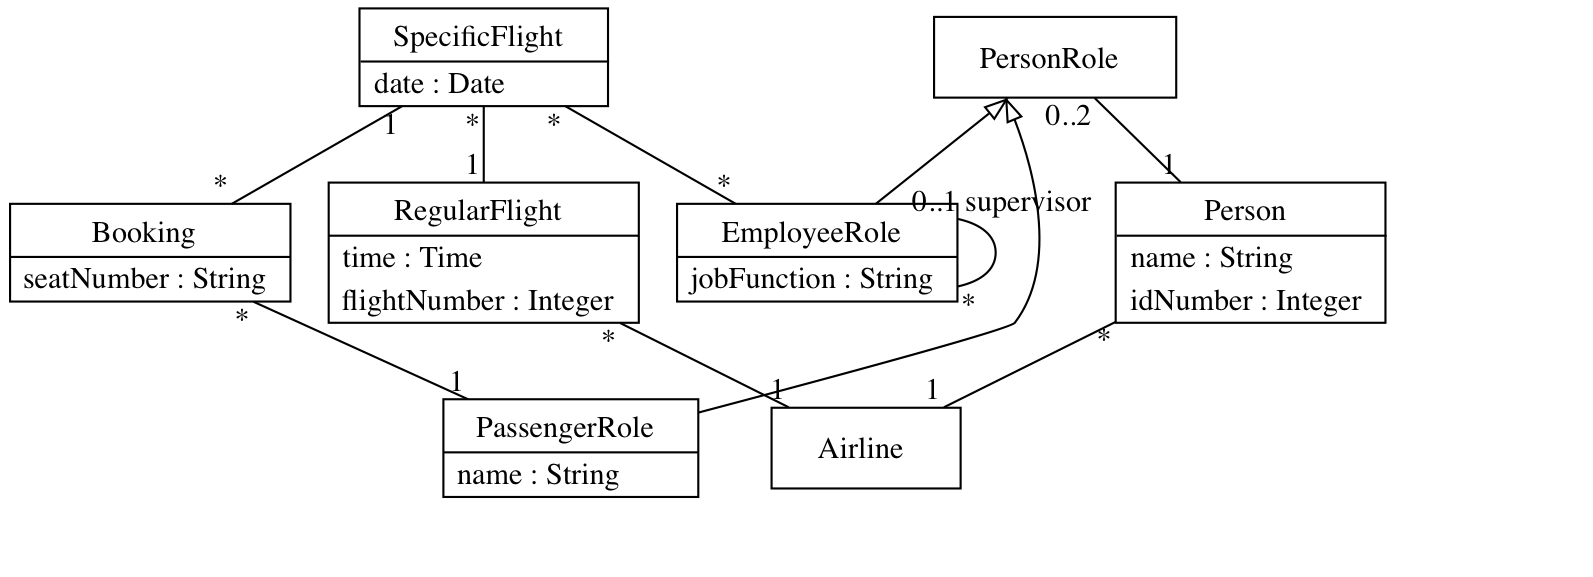 SpecificFlight
date : Date
PersonRole
1
*
*
0..2
*
1
*
1
Booking
seatNumber : String
RegularFlight
time : Time
flightNumber : Integer
0..1 supervisor
EmployeeRole
jobFunction : String
*
Person
name : String
idNumber : Integer
*
*
*
1
1
1
PassengerRole
name : String
Airline